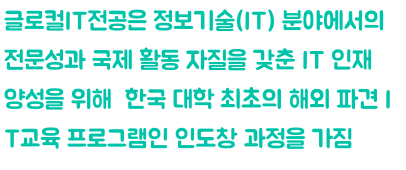 글로컬IT전공은 정보기술(IT) 분야에서의
전문성과 국제 활동 자질을 갖춘 IT 인재
양성을 위해  한국 대학 최초의 해외 파견 I
T교육 프로그램인 인도창 과정을 가짐